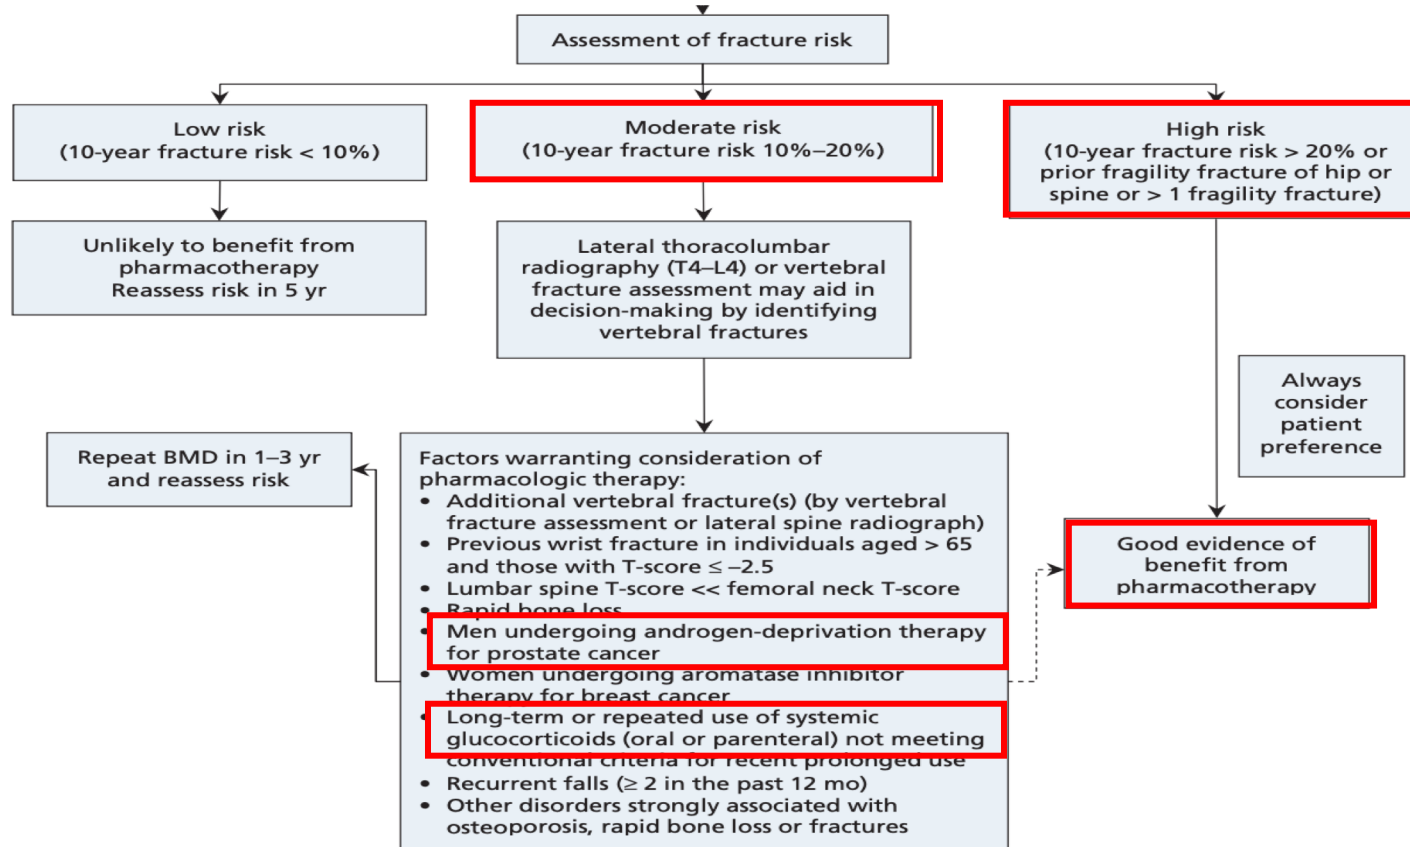 Assessment of fracture risk
Low risk
(10-year fracture risk < 10%)
Moderate risk
(10-year fracture risk 10%–20%)
High risk
(10-year fracture risk > 20% or
prior fragility fracture of hip or
spine or > 1 fragility fracture)
Unlikely to benefit from
pharmacotherapy
Reassess risk in 5 yr
Lateral thoracolumbar
radiography (T4–L4) or vertebral
fracture assessment may aid in
decision-making by identifying
vertebral fractures
Always
consider
patient
preference
Repeat BMD in 1–3 yr
and reassess risk
Factors warranting consideration of
pharmacologic therapy:
• Additional vertebral fracture(s) (by vertebral
fracture assessment or lateral spine radiograph)
• Previous wrist fracture in individuals aged > 65
and those with T-score ≤ –2.5
• Lumbar spine T-score << femoral neck T-score
• Rapid bone loss
• Men undergoing androgen-deprivation therapy
for prostate cancer
• Women undergoing aromatase inhibitor
therapy for breast cancer
• Long-term or repeated use of systemic
glucocorticoids (oral or parenteral) not meeting
conventional criteria for recent prolonged use
• Recurrent falls (≥ 2 in the past 12 mo)
• Other disorders strongly associated with
osteoporosis, rapid bone loss or fractures
Good evidence of
benefit from
pharmacotherapy